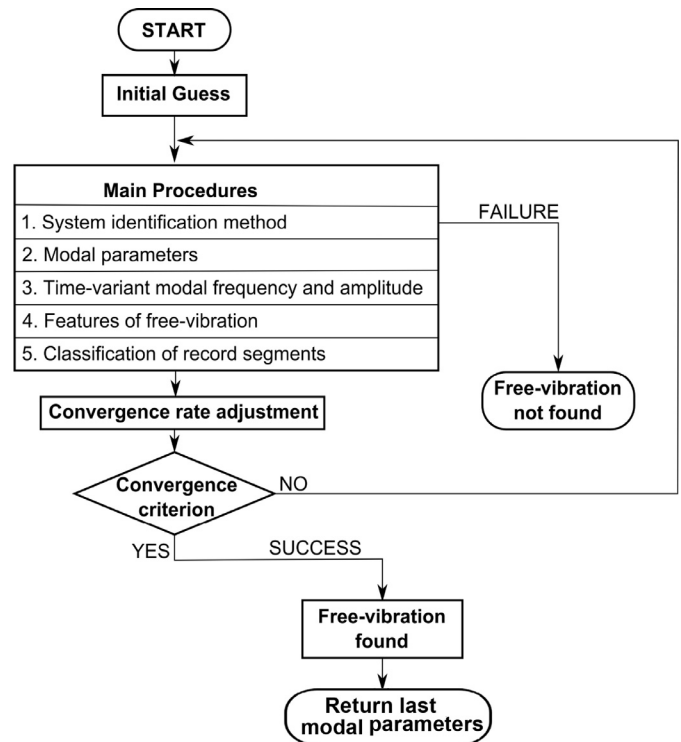 START
Initial Guess
Main Procedures
1. System identification method
2. Modal parameters
3. Time-variant modal frequency and amplitude
4. Features of free-vibration
5. Classification of record segments
FAILURE
Free-vibration
not found
Convergence rate adjustment
Convergence
criterion
NO
YES
SUCCESS
Free-vibration
found
Return last
modal parameters